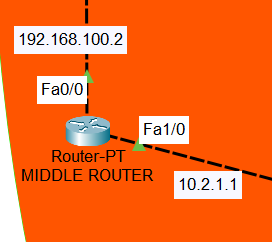 192.168.100.2
Fa0/0
Fa1/0
Router-PT
MIDDLE ROUTER
10.2.1.1